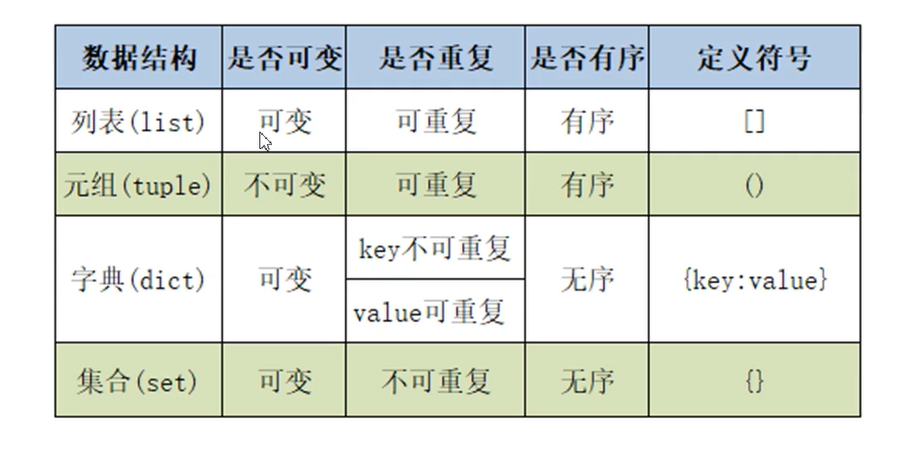 数据结构 是否可变 是否重复 是否有序 定义符号
列表(list) 可变 可重复 有序 []
元组(tuple) 不可变 可重复 有序 ()
字典(dict) 可变 key不可重复 无序 {key:value}
value可重复
集合(set) 可变 不可重复 无序 {}